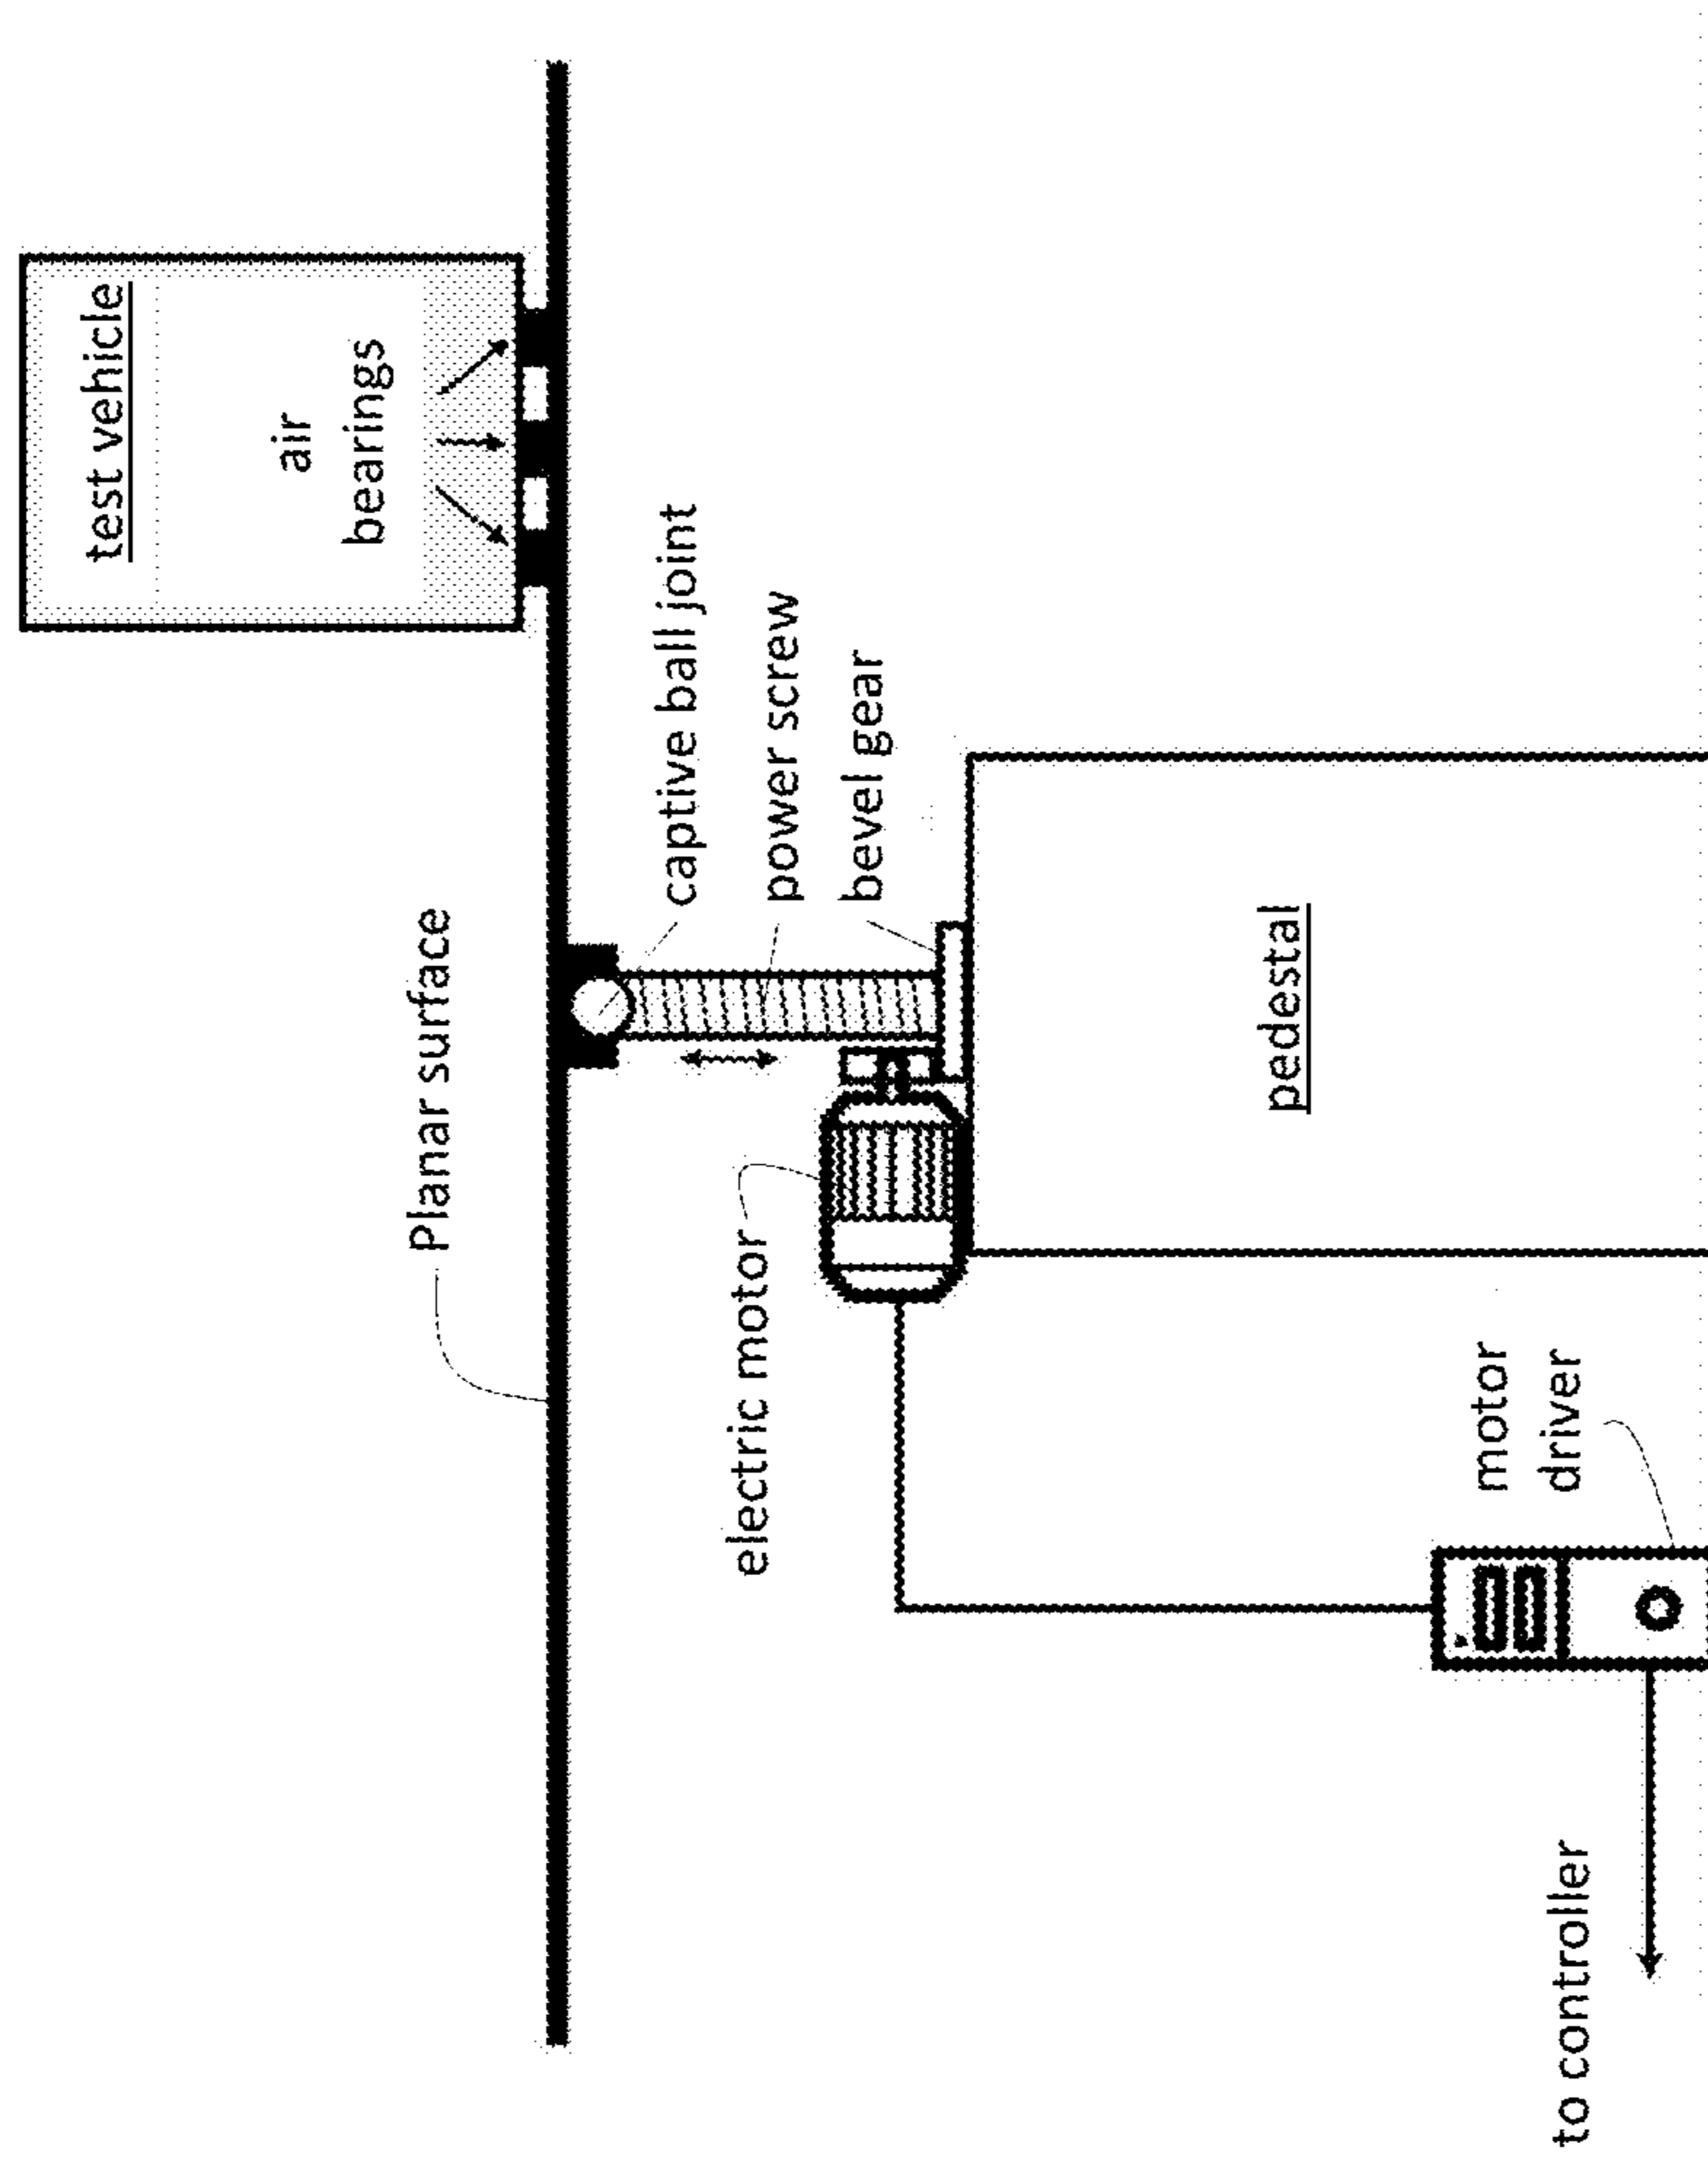 test vehicle
air
bearings
Planar surface
captive ball joint
power screw
bevel gear
electric motor
pedestal
motor
driver
to controller